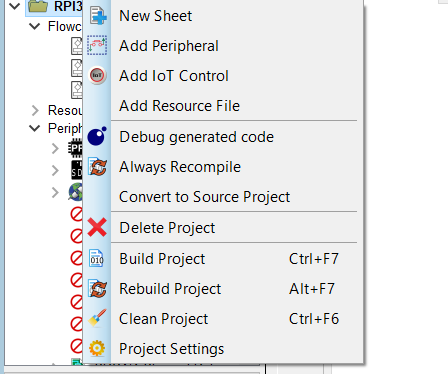 RPI3
New Sheet
Flowc
Add Peripheral
Add IoT Control
Add Resource File
Resou
Periph
Debug generated code
Always Recompile
Convert to Source Project
Delete Project
Build Project Ctrl+F7
Rebuild Project Alt+F7
Clean Project Ctrl+F6
Project Settings